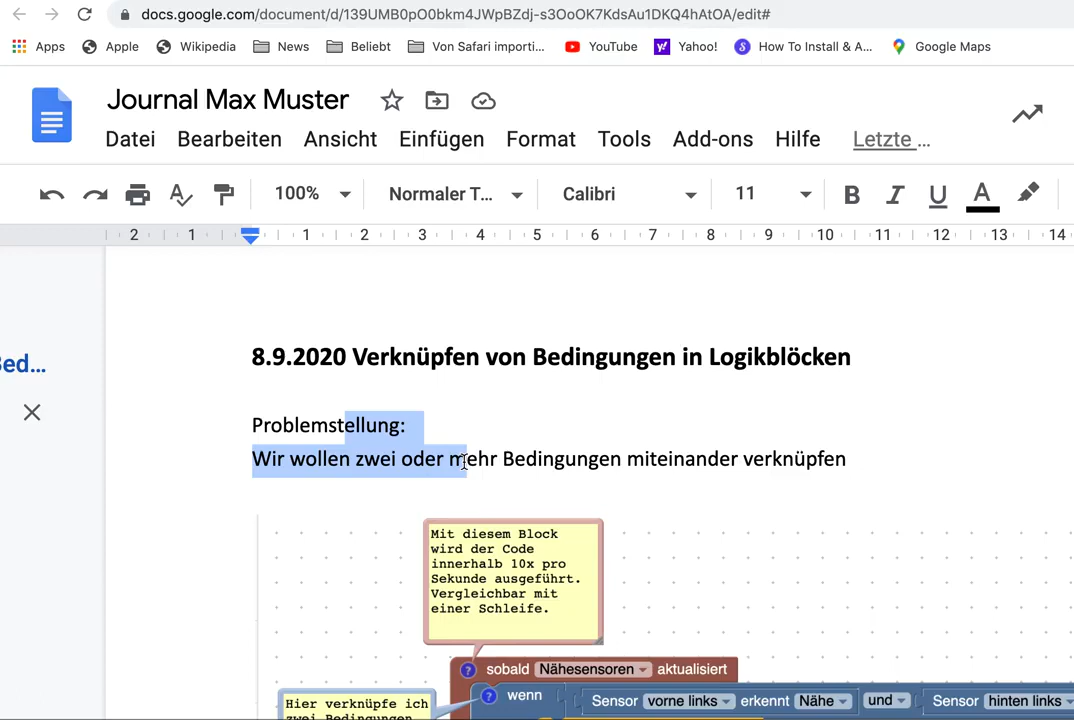 docs.google.com/document/d/139UMB0pO0bkm4JWpBZdj-s3OoOK7KdsAu1DKQ4hAtOA/edit#
Apps Apple Wikipedia News Beliebt Von Safari importi... YouTube Yahoo! How To Install & A... Google Maps
Journal Max Muster
Datei Bearbeiten Ansicht Einfügen Format Tools Add-ons Hilfe Letzte ...
100% Normaler T... Calibri 11 B I U A
2 1 1 2 3 4 5 6 7 8 9 10 11 12 13 14
Bed...
8.9.2020 Verknüpfen von Bedingungen in Logikblöcken
Problemstellung:
Wir wollen zwei oder mehr Bedingungen miteinander verknüpfen
Mit diesem Block
wird der Code
innerhalb 10x pro
Sekunde ausgeführt.
Vergleichbar mit
einer Schleife.
? sobald Nähesensoren aktualisiert
? wenn Sensor vorne links erkennt Nähe und Sensor hinten links
Hier verknüpfe ich
zwei Bedingungen